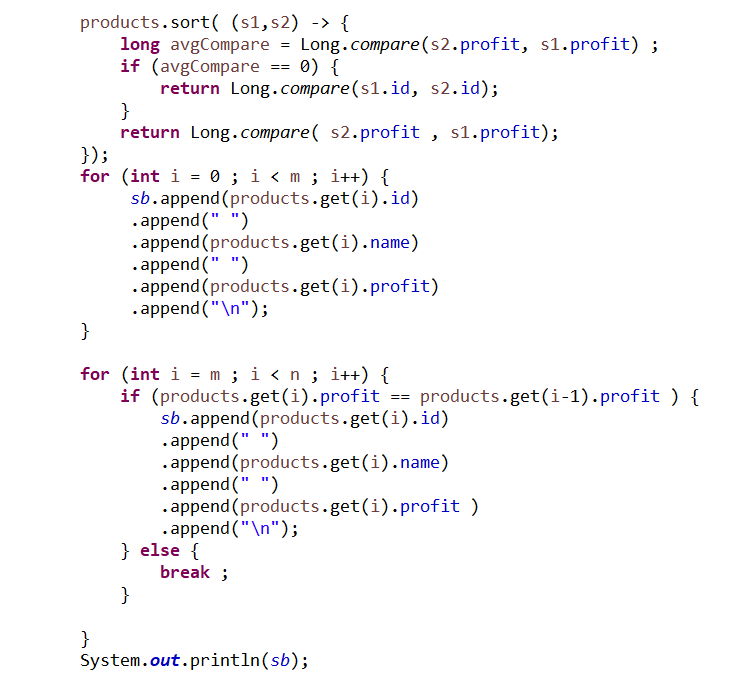 products.sort( (s1,s2) -> {
long avgCompare = Long.compare(s2.profit, s1.profit) ;
if (avgCompare == 0) {
return Long.compare(s1.id, s2.id);
}
return Long.compare( s2.profit , s1.profit);
});
for (int i = 0 ; i < m ; i++) {
sb.append(products.get(i).id)
.append(" ")
.append(products.get(i).name)
.append(" ")
.append(products.get(i).profit)
.append("\n");
}
for (int i = m ; i < n ; i++) {
if (products.get(i).profit == products.get(i-1).profit ) {
sb.append(products.get(i).id)
.append(" ")
.append(products.get(i).name)
.append(" ")
.append(products.get(i).profit )
.append("\n");
} else {
break ;
}
}
System.out.println(sb);